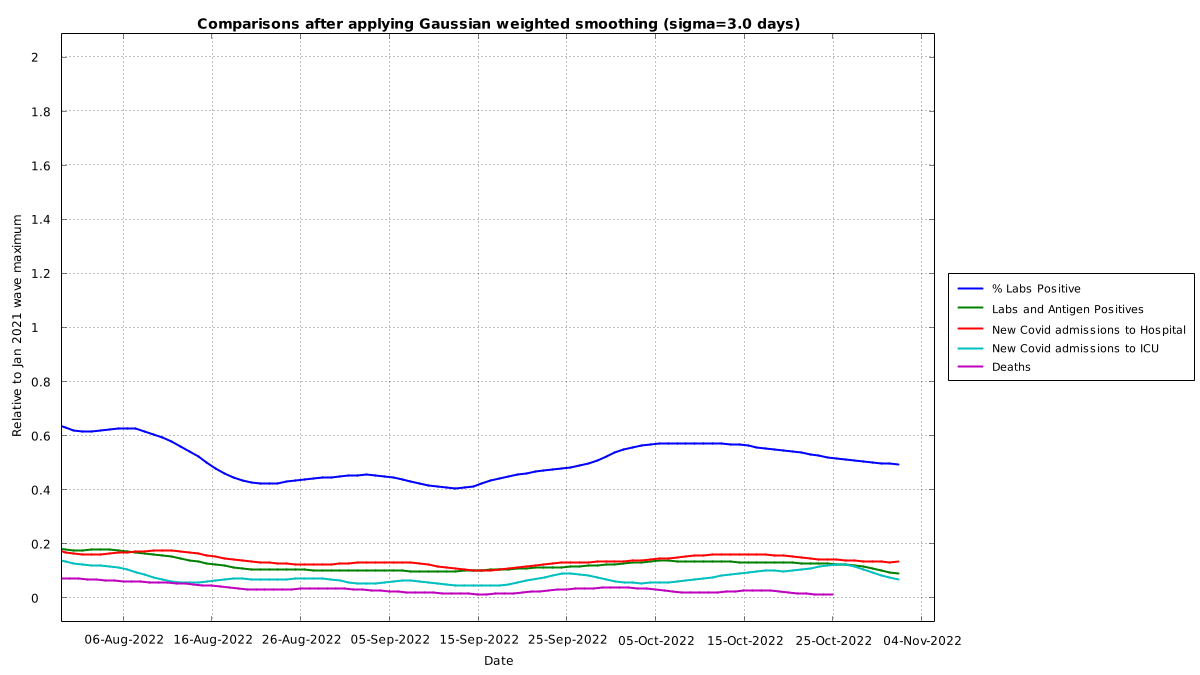 Comparisons after applying Gaussian weighted smoothing (sigma=3.0 days)
Relative to Jan 2021 wave maximum
2
1.8
1.6
1.4
1.2
1
0.8
0.6
0.4
0.2
0
06-Aug-2022 16-Aug-2022 26-Aug-2022 05-Sep-2022 15-Sep-2022 25-Sep-2022 05-Oct-2022 15-Oct-2022 25-Oct-2022 04-Nov-2022
Date
% Labs Positive
Labs and Antigen Positives
New Covid admissions to Hospital
New Covid admissions to ICU
Deaths